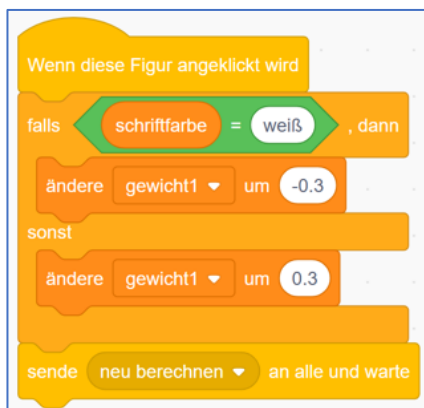 Wenn diese Figur angeklickt wird
falls schriftfarbe = weiß , dann
ändere gewicht1 um -0.3
sonst
ändere gewicht1 um 0.3
sende neu berechnen an alle und warte